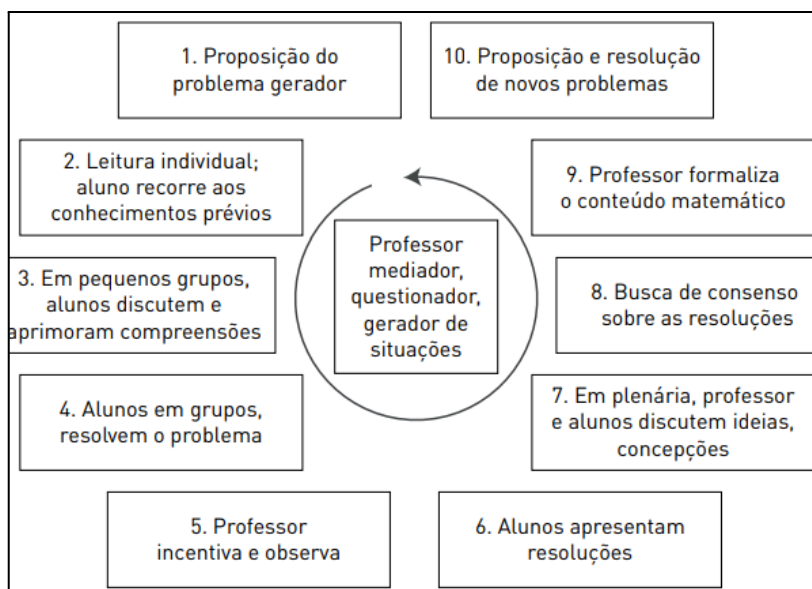 1. Proposição do
problema gerador
2. Leitura individual;
aluno recorre aos
conhecimentos prévios
3. Em pequenos grupos,
alunos discutem e
aprimoram compreensões
4. Alunos em grupos,
resolvem o problema
5. Professor
incentiva e observa
6. Alunos apresentam
resoluções
7. Em plenária, professor
e alunos discutem ideias,
concepções
8. Busca de consenso
sobre as resoluções
9. Professor formaliza
o conteúdo matemático
10. Proposição e resolução
de novos problemas
Professor
mediador,
questionador,
gerador de
situações